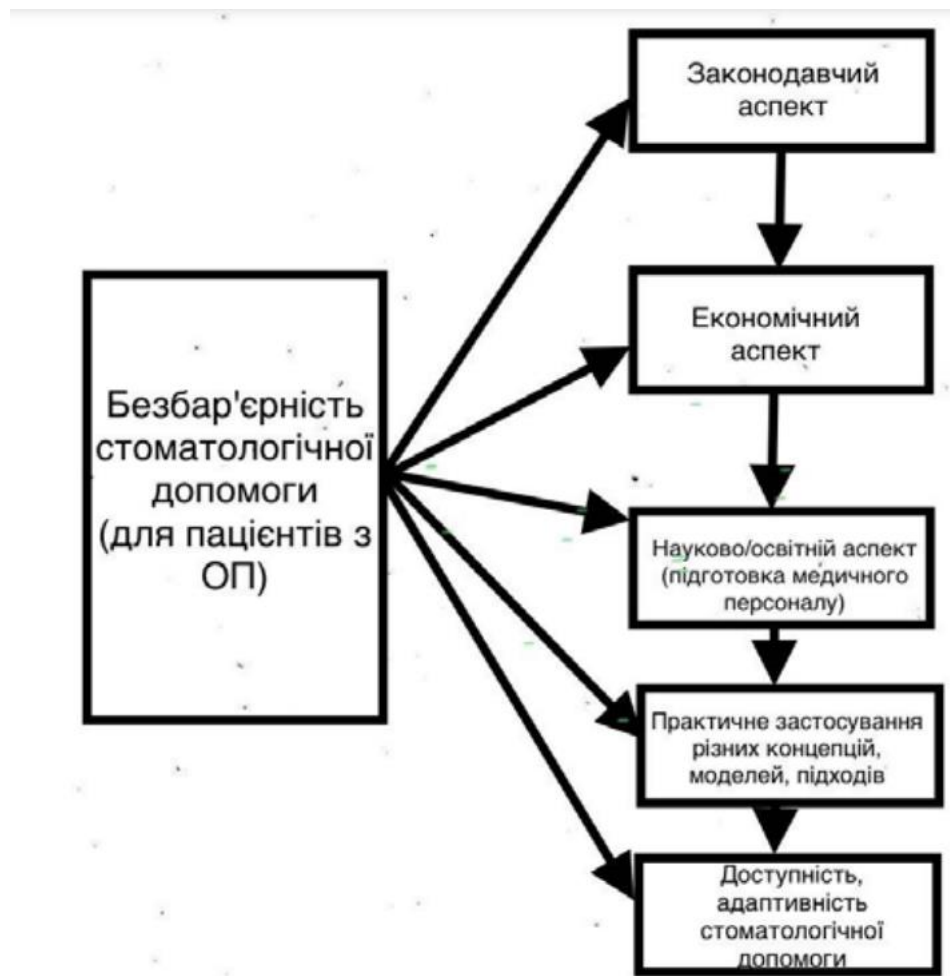 Законодавчий
аспект
Економічний
аспект
Безбар'єрність
стоматологічної
допомоги
(для пацієнтів з
ОП)
Науково/освітній аспект
(підготовка медичного
персоналу)
Практичне застосування
різних концепцій,
моделей, підходів
Доступність,
адаптивність
стоматологічної
допомоги